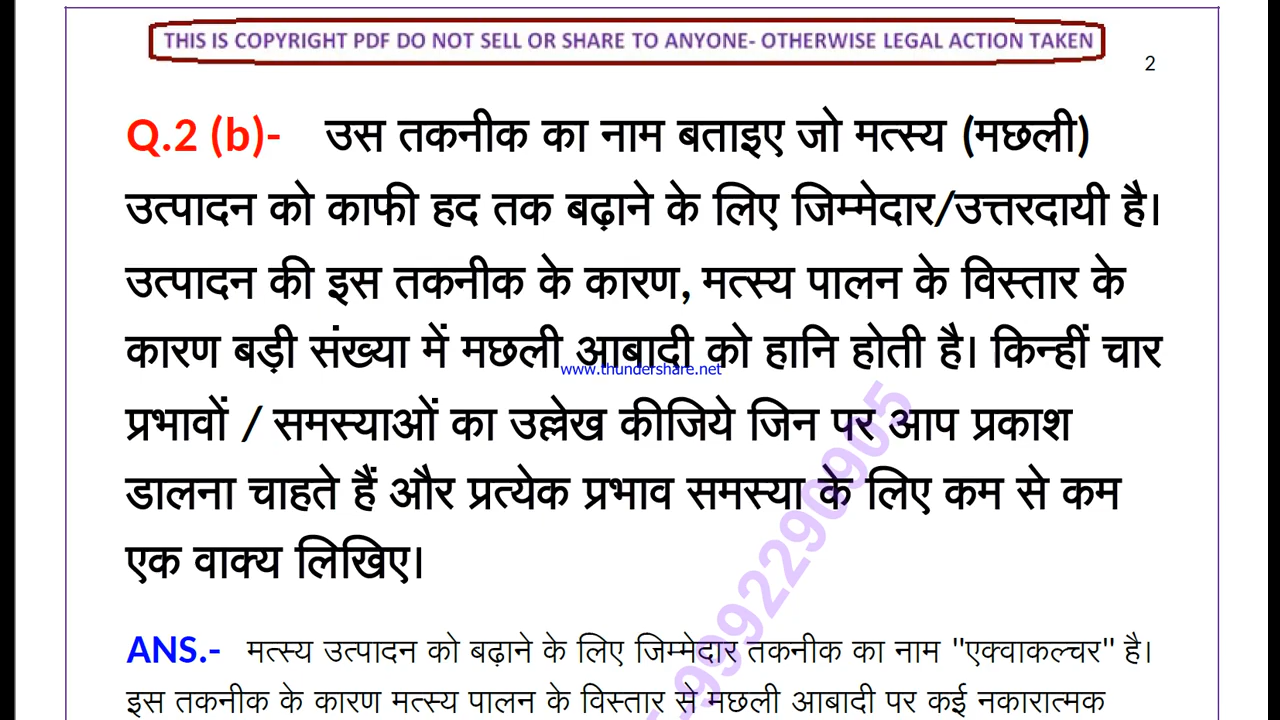 THIS IS COPYRIGHT PDF DO NOT SELL OR SHARE TO ANYONE- OTHERWISE LEGAL ACTION TAKEN
2
Q.2 (b)- उस तकनीक का नाम बताइए जो मत्स्य (मछली)
उत्पादन को काफी हद तक बढ़ाने के लिए जिम्मेदार/उत्तरदायी है।
उत्पादन की इस तकनीक के कारण, मत्स्य पालन के विस्तार के
कारण बड़ी संख्या में मछली आबादी को हानि होती है। किन्हीं चार
www.thundershare.net
प्रभावों / समस्याओं का उल्लेख कीजिये जिन पर आप प्रकाश
डालना चाहते हैं और प्रत्येक प्रभाव समस्या के लिए कम से कम
एक वाक्य लिखिए।
ANS.- मत्स्य उत्पादन को बढ़ाने के लिए जिम्मेदार तकनीक का नाम "एक्वाकल्चर" है।
इस तकनीक के कारण मत्स्य पालन के विस्तार से मछली आबादी पर कई नकारात्मक